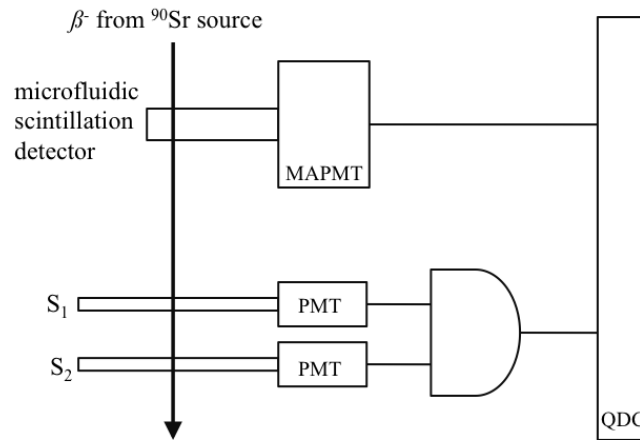 β- from ⁹⁰Sr source
microfluidic
scintillation
detector
MAPMT
S₁
PMT
S₂
PMT
QDC